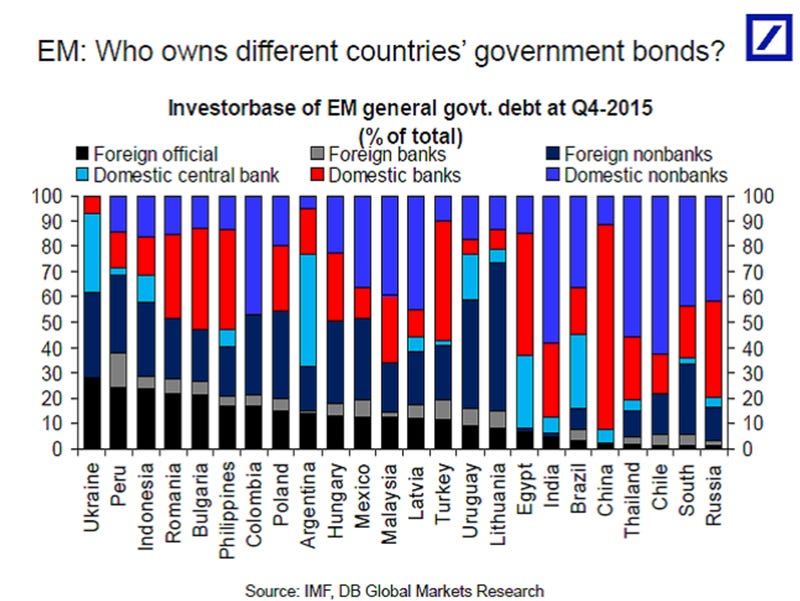 EM: Who owns different countries' government bonds?
Investorbase of EM general govt. debt at Q4-2015
(% of total)
Foreign official Foreign banks Foreign nonbanks
Domestic central bank Domestic banks Domestic nonbanks
100 100
90 90
80 80
70 70
60 60
50 50
40 40
30 30
20 20
10 10
0 0
Ukraine
Peru
Indonesia
Romania
Bulgaria
Philippines
Colombia
Poland
Argentina
Hungary
Mexico
Malaysia
Latvia
Turkey
Uruguay
Lithuania
Egypt
India
Brazil
China
Thailand
Chile
South
Russia
Source: IMF, DB Global Markets Research